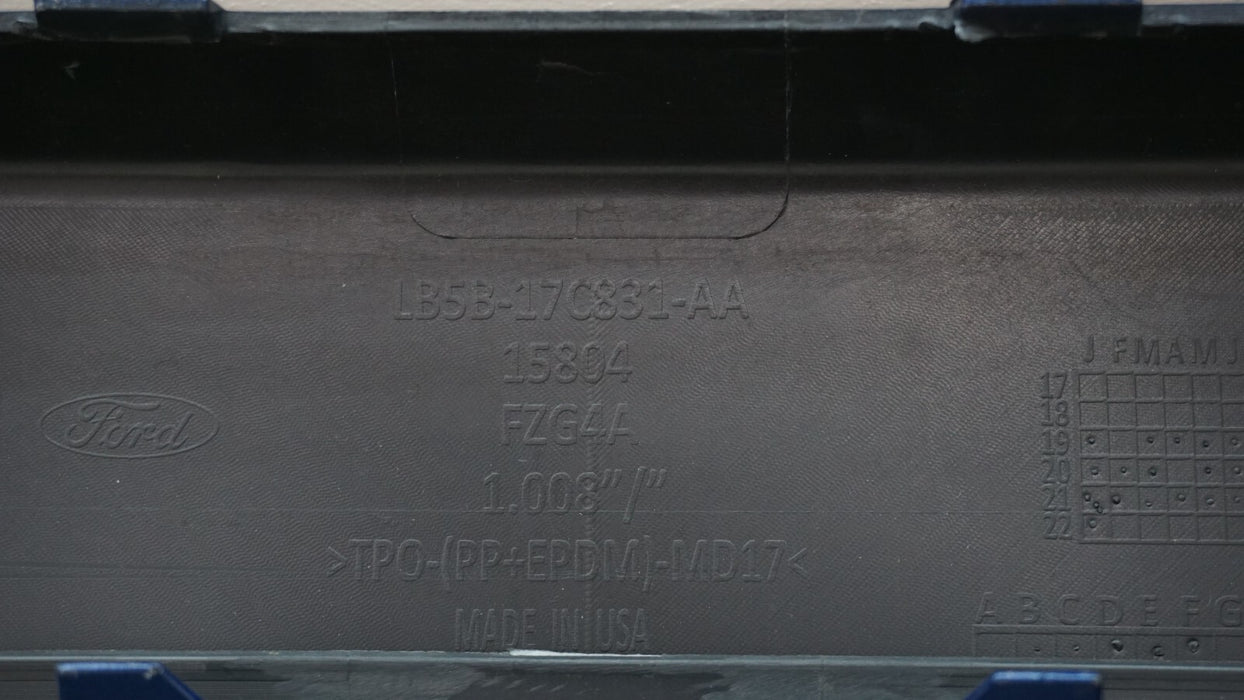 LB5B-17C831-AA
15804
FZG4A
1.008"/"
>TPO-(PP+EPDM)-MD17<
MADE IN USA
Ford
J F M A M J
17
18
19
20
21
22
A B C D E F G